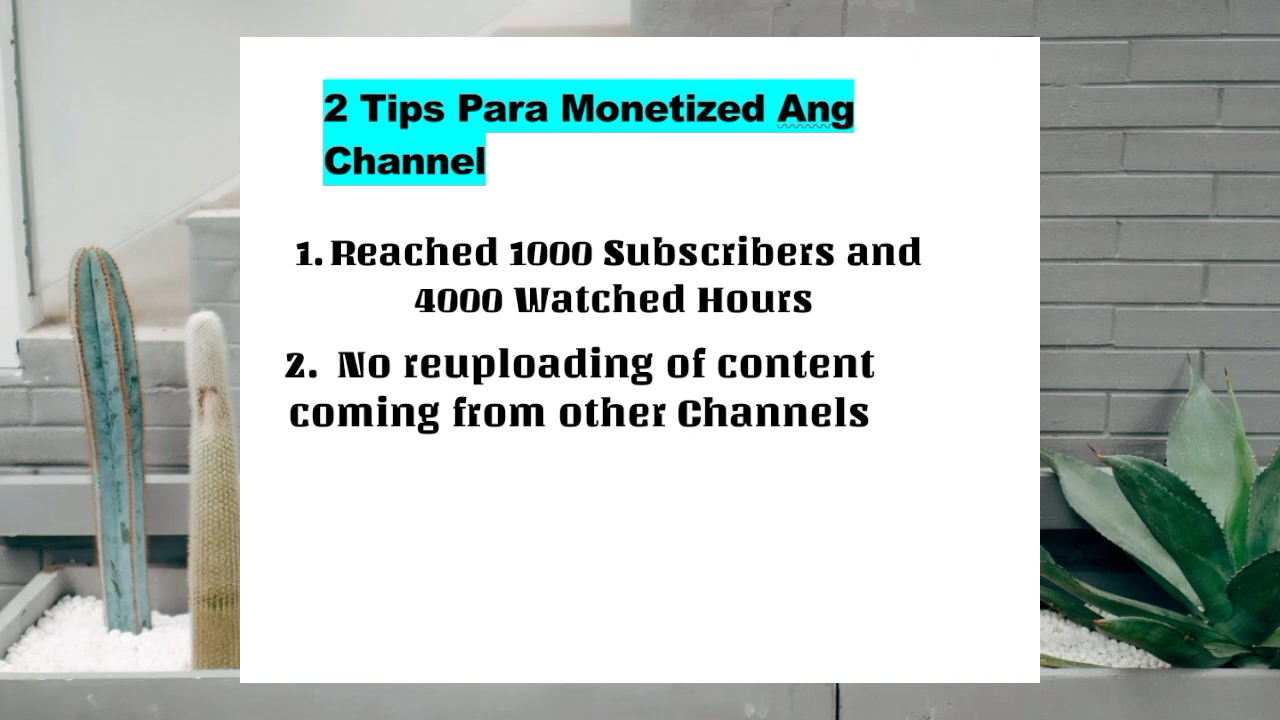 2 Tips Para Monetized Ang
Channel
1. Reached 1000 Subscribers and
4000 Watched Hours
2. No reuploading of content
coming from other Channels